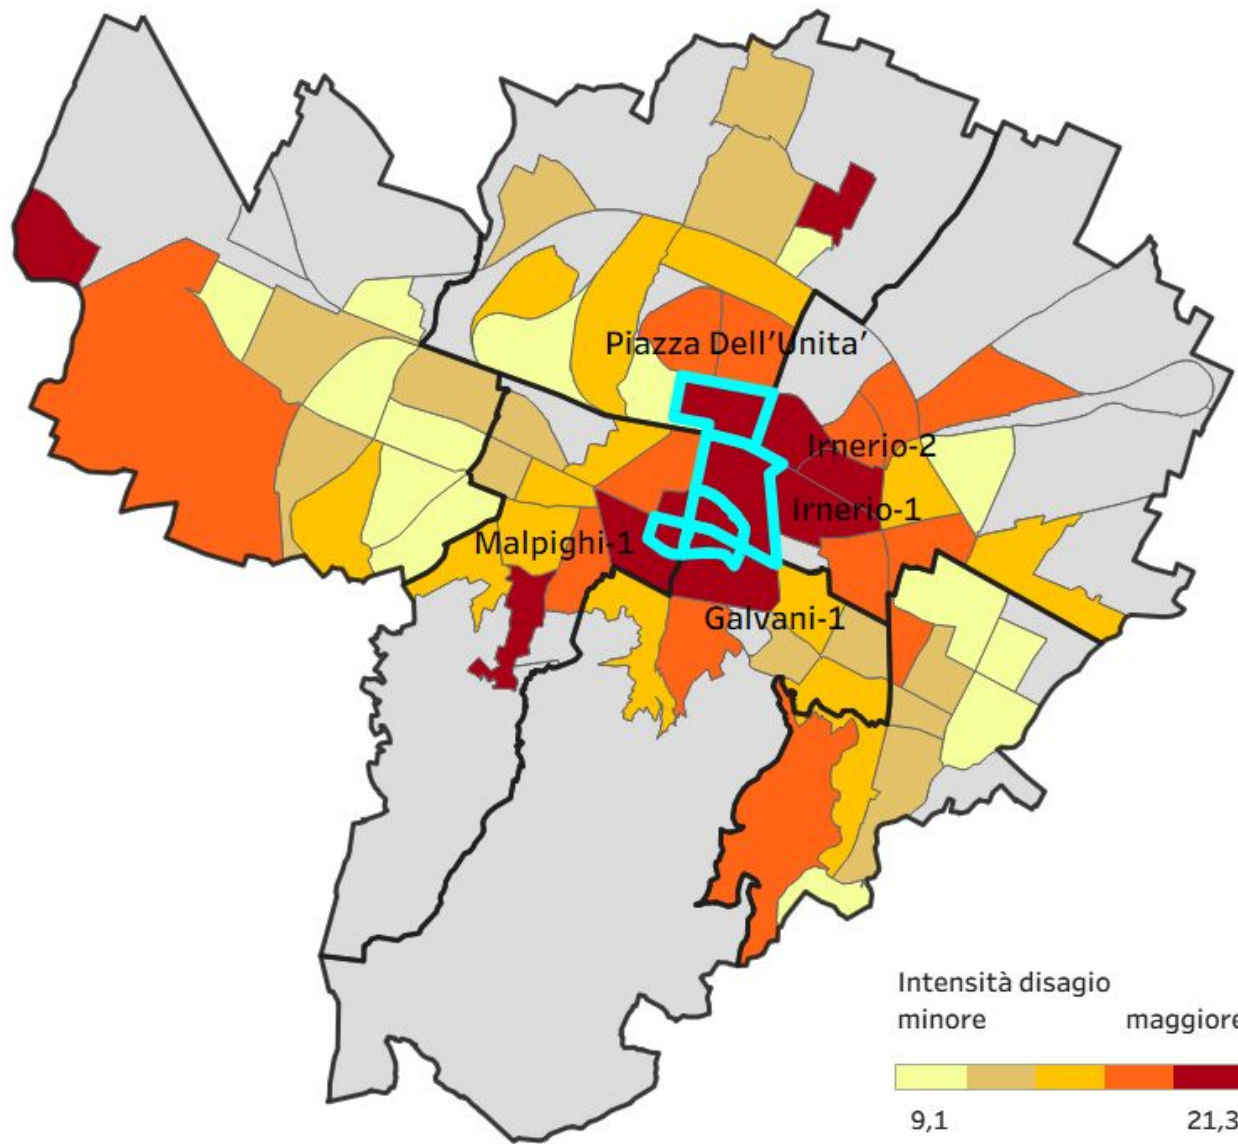 Piazza Dell'Unita'
Irnerio-2
Irnerio-1
Malpighi-1
Galvani-1
Intensità disagio
minore maggiore
9,1 21,3